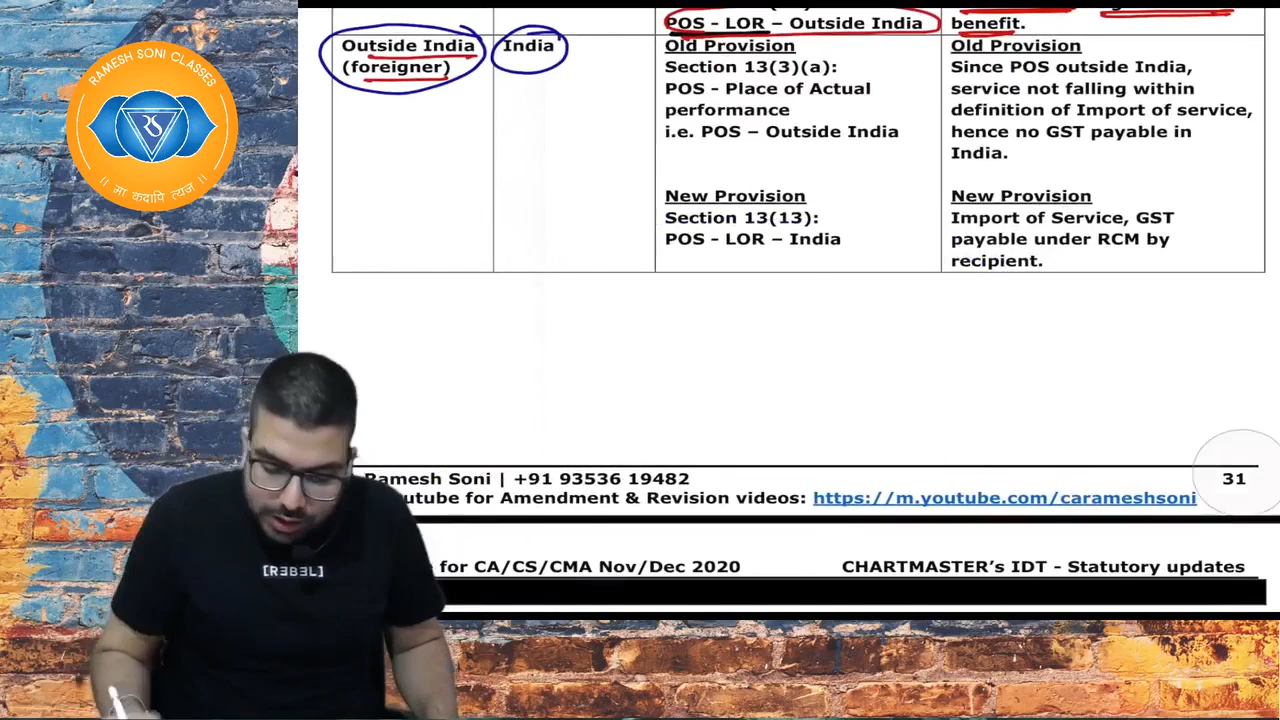 RAMESH SONI CLASSES
RS
॥ मा कदापि त्यज ॥
POS - LOR – Outside India
benefit.
Outside India
(foreigner)
India
Old Provision
Section 13(3)(a):
POS - Place of Actual
performance
i.e. POS – Outside India
New Provision
Section 13(13):
POS - LOR – India
Old Provision
Since POS outside India,
service not falling within
definition of Import of service,
hence no GST payable in
India.
New Provision
Import of Service, GST
payable under RCM by
recipient.
Ramesh Soni | +91 93536 19482
31
utube for Amendment & Revision videos: https://m.youtube.com/carameshsoni
for CA/CS/CMA Nov/Dec 2020
CHARTMASTER’s IDT - Statutory updates
[REBEL]